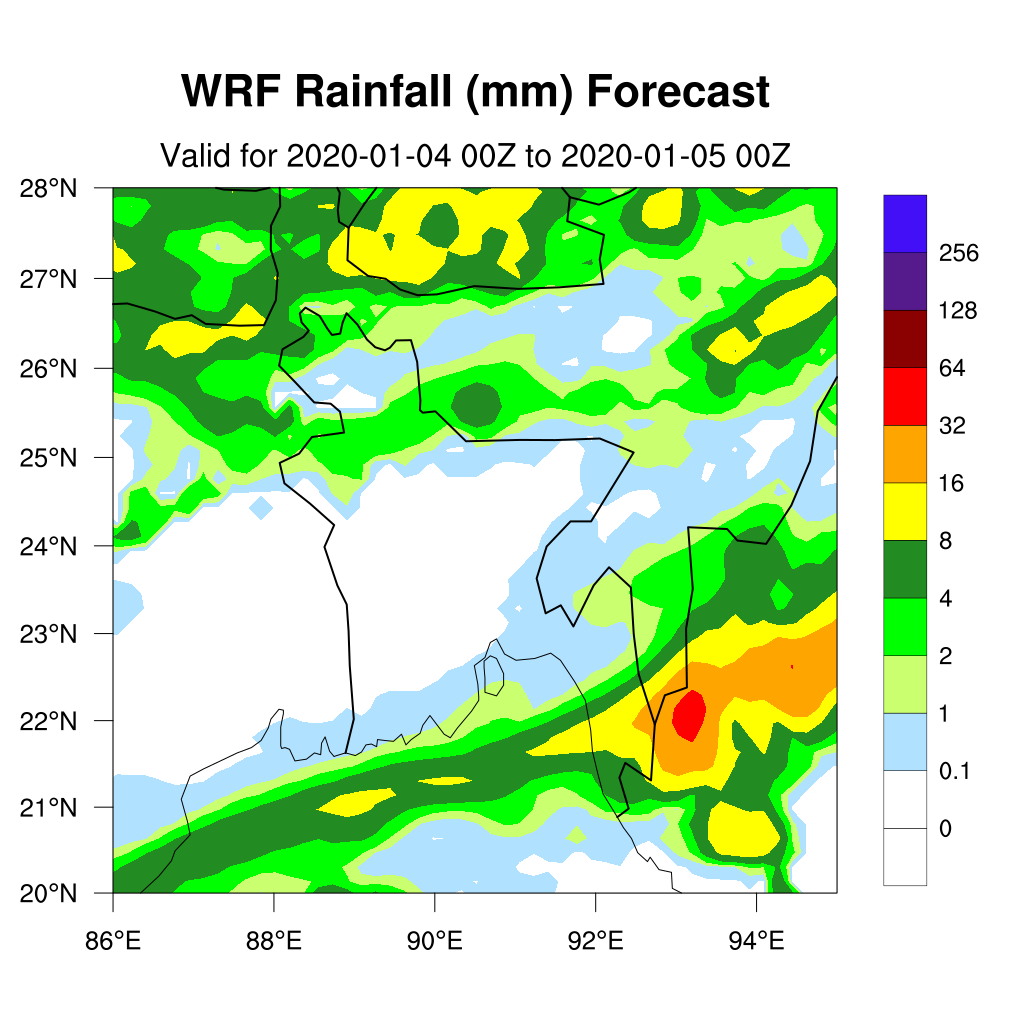 WRF Rainfall (mm) Forecast
Valid for 2020-01-04 00Z to 2020-01-05 00Z
28°N
27°N
26°N
25°N
24°N
23°N
22°N
21°N
20°N
86°E 88°E 90°E 92°E 94°E
256
128
64
32
16
8
4
2
1
0.1
0